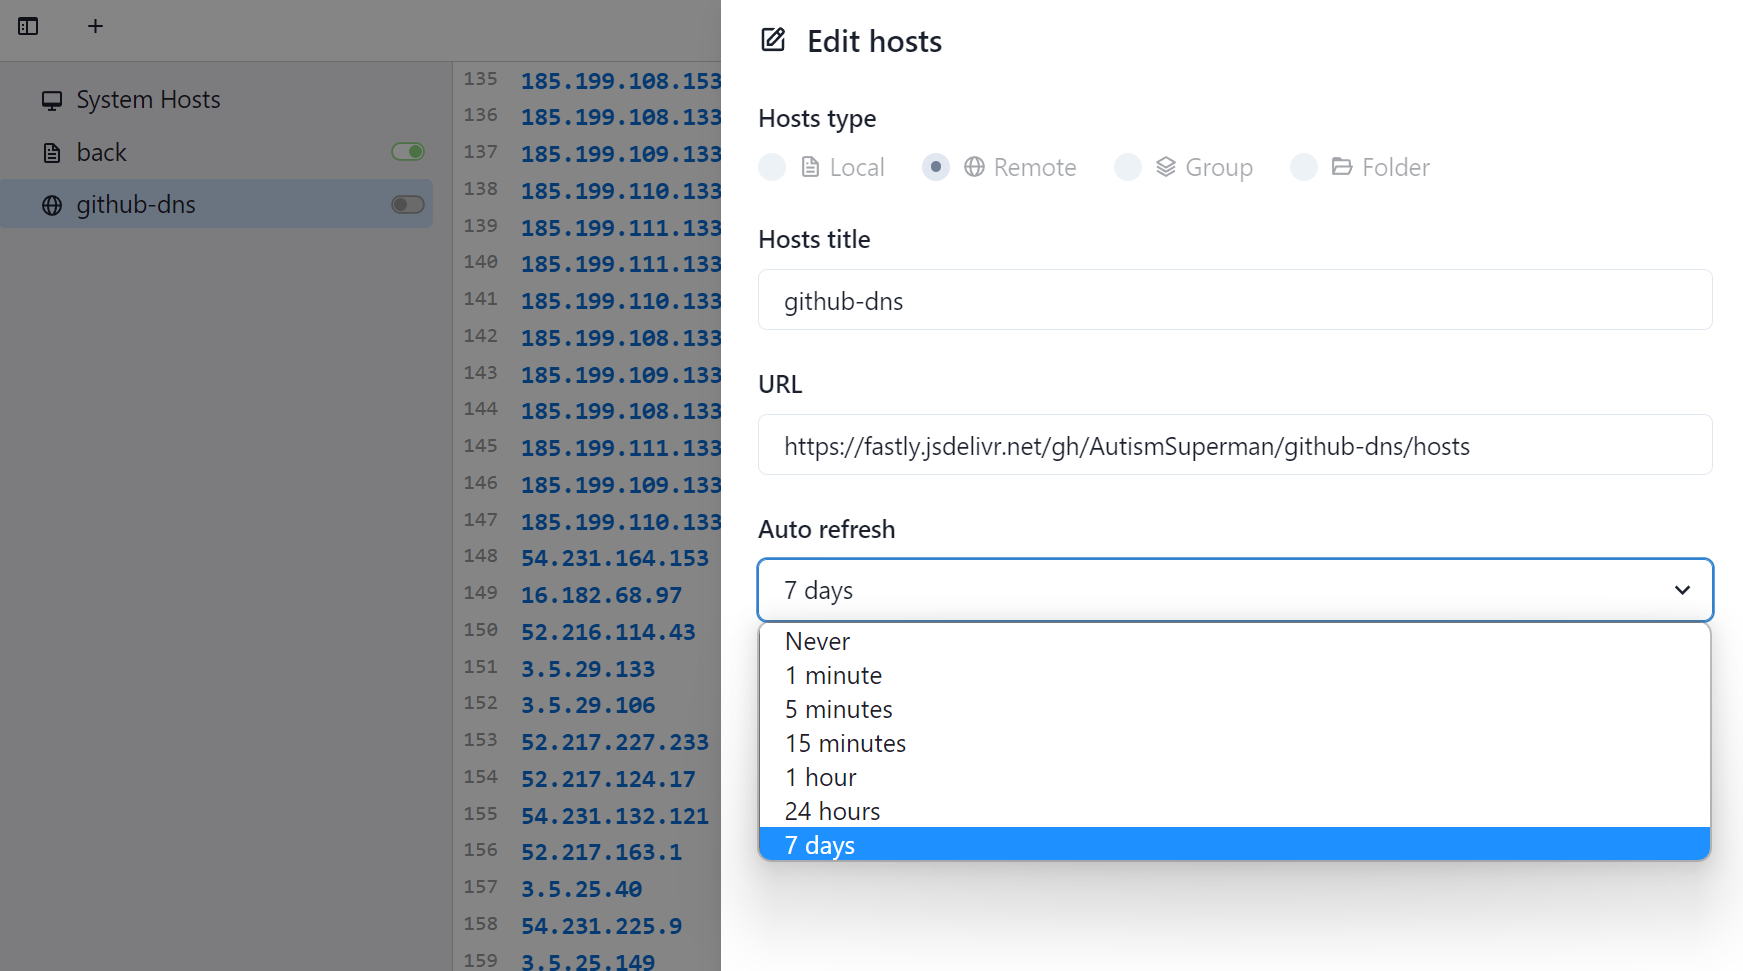 System Hosts
back
github-dns
135 185.199.108.153
136 185.199.108.133
137 185.199.109.133
138 185.199.110.133
139 185.199.111.133
140 185.199.111.133
141 185.199.110.133
142 185.199.108.133
143 185.199.109.133
144 185.199.108.133
145 185.199.111.133
146 185.199.109.133
147 185.199.110.133
148 54.231.164.153
149 16.182.68.97
150 52.216.114.43
151 3.5.29.133
152 3.5.29.106
153 52.217.227.233
154 52.217.124.17
155 54.231.132.121
156 52.217.163.1
157 3.5.25.40
158 54.231.225.9
159 3.5.25.149
Edit hosts
Hosts type
Local Remote Group Folder
Hosts title
github-dns
URL
https://fastly.jsdelivr.net/gh/AutismSuperman/github-dns/hosts
Auto refresh
7 days
Never
1 minute
5 minutes
15 minutes
1 hour
24 hours
7 days